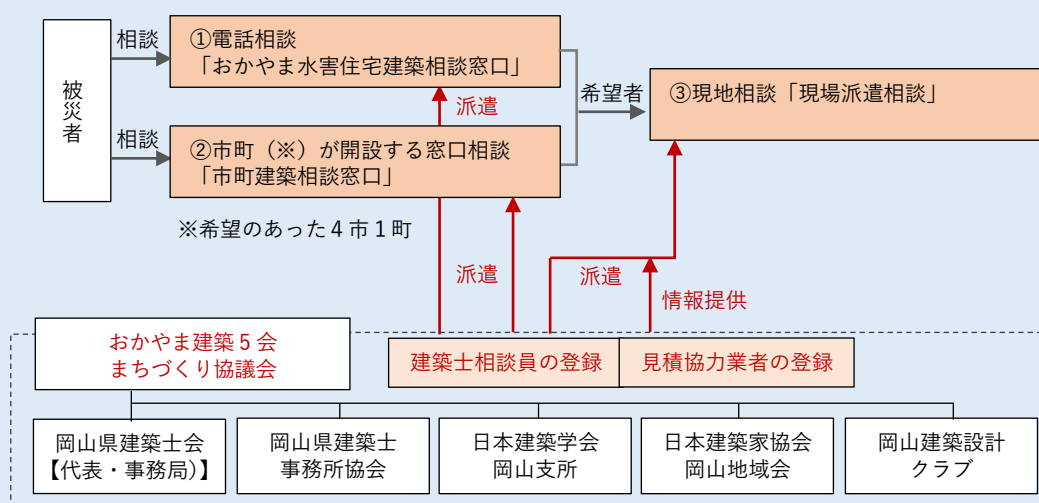 被災者
相談
①電話相談
「おかやま水害住宅建築相談窓口」
派遣
相談
②市町（※）が開設する窓口相談
「市町建築相談窓口」
※希望のあった４市１町
希望者
③現地相談「現場派遣相談」
派遣
派遣
情報提供
おかやま建築５会
まちづくり協議会
建築士相談員の登録
見積協力業者の登録
岡山県建築士会
【代表・事務局)】
岡山県建築士
事務所協会
日本建築学会
岡山支所
日本建築家協会
岡山地域会
岡山建築設計
クラブ